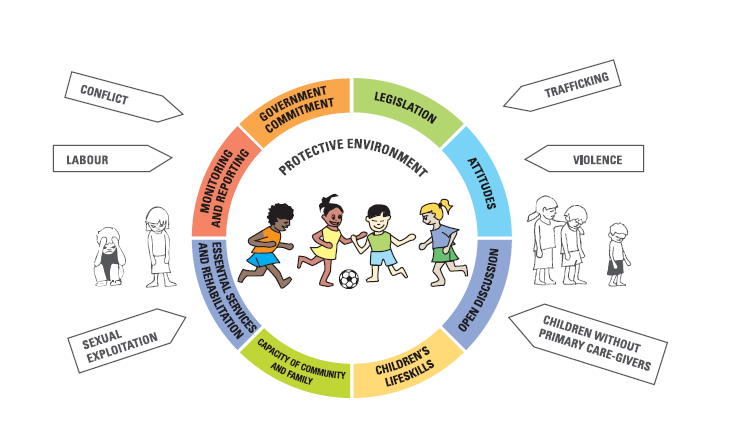 CONFLICT
LABOUR
SEXUAL
EXPLOITATION
GOVERNMENT
COMMITMENT
LEGISLATION
ATTITUDES
OPEN DISCUSSION
CHILDREN'S
LIFESKILLS
CAPACITY OF COMMUNITY
AND FAMILY
ESSENTIAL SERVICES
AND REHABILITATION
MONITORING
AND REPORTING
PROTECTIVE ENVIRONMENT
TRAFFICKING
VIOLENCE
CHILDREN WITHOUT
PRIMARY CARE-GIVERS